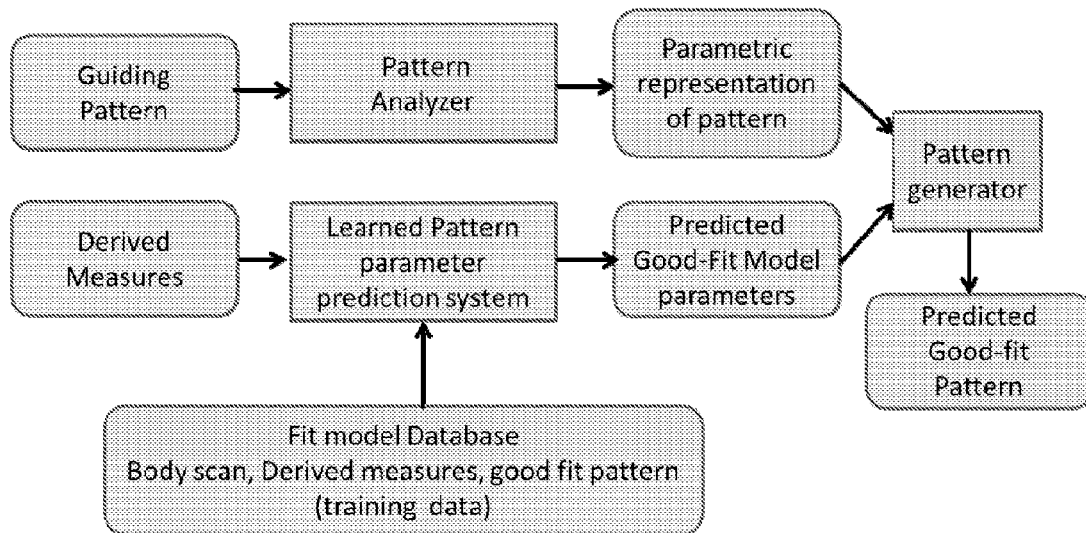 Guiding
Pattern
Pattern
Analyzer
Parametric
representation
of pattern
Pattern
generator
Derived
Measures
Learned Pattern
parameter
prediction system
Predicted
Good-Fit Model
parameters
Predicted
Good-fit
Pattern
Fit model Database
Body scan, Derived measures, good fit pattern
(training data)